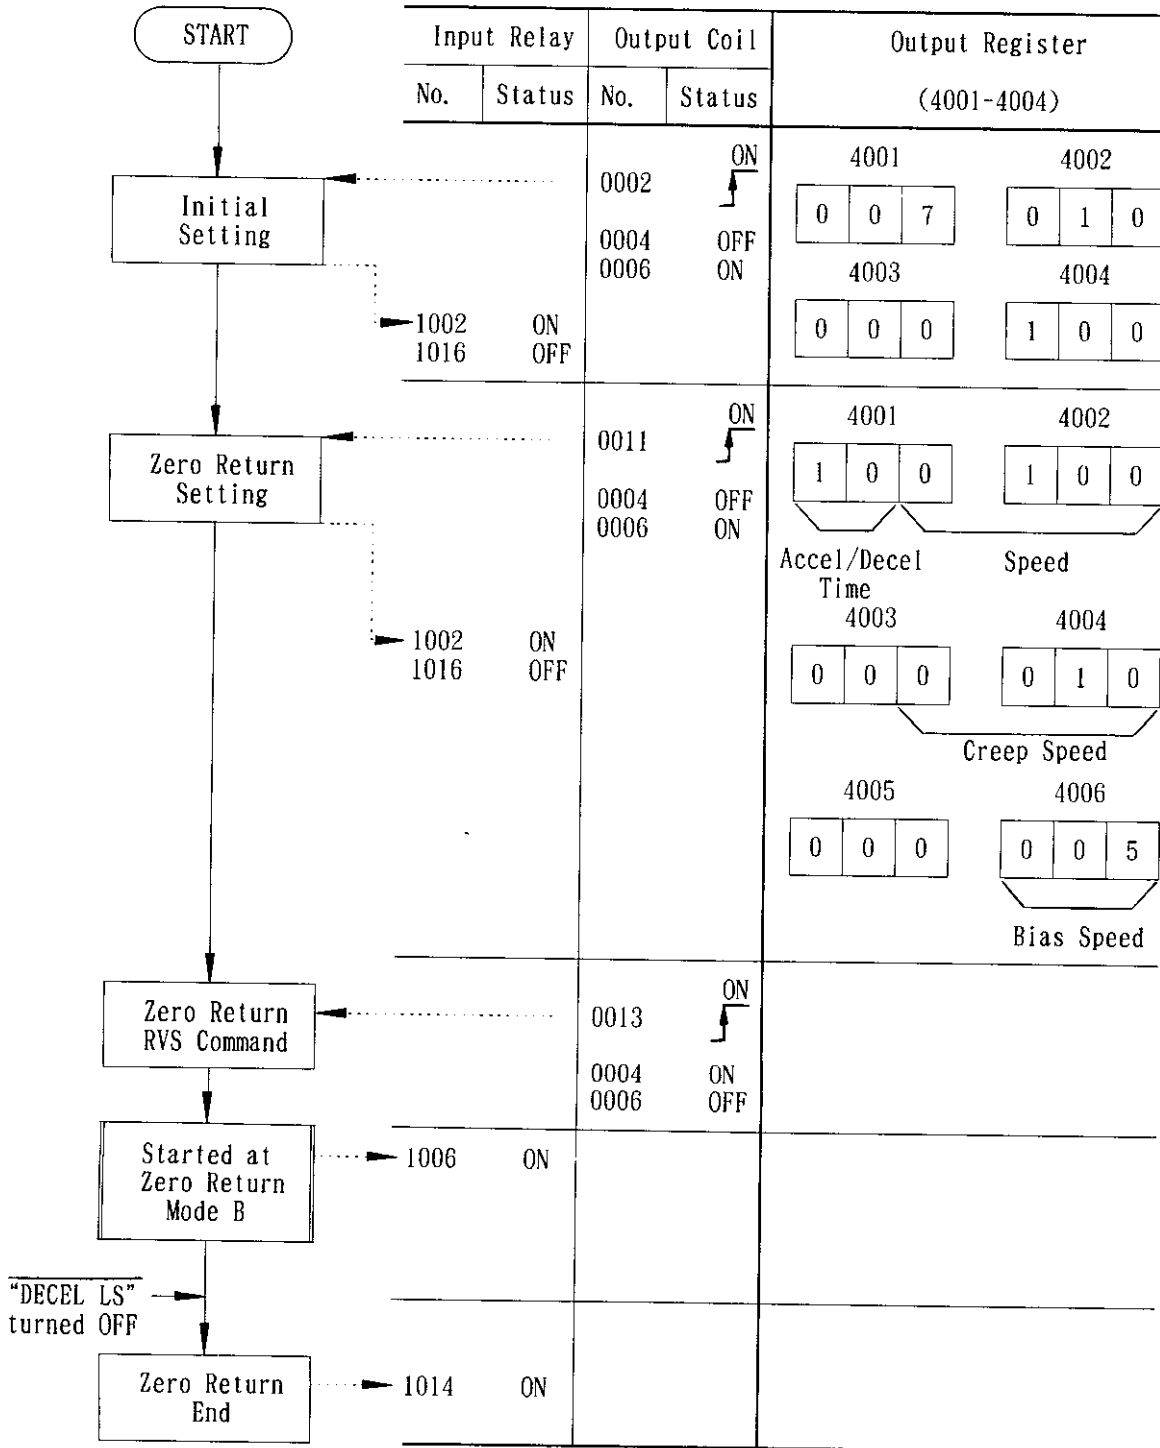 START
Input Relay Output Coil Output Register
No. Status No. Status (4001-4004)
ON
0002
0004 OFF
0006 ON
4001 4002
0 0 7 0 1 0
4003 4004
0 0 0 1 0 0
Initial
Setting
1002 ON
1016 OFF
ON
0011
0004 OFF
0006 ON
4001 4002
1 0 0 1 0 0
Accel/Decel
Time
Speed
4003 4004
0 0 0 0 1 0
Creep Speed
4005 4006
0 0 0 0 0 5
Bias Speed
Zero Return
Setting
1002 ON
1016 OFF
Zero Return
RVS Command
ON
0013
0004 ON
0006 OFF
Started at
Zero Return
Mode B
1006 ON
"DECEL LS"
turned OFF
Zero Return
End
1014 ON